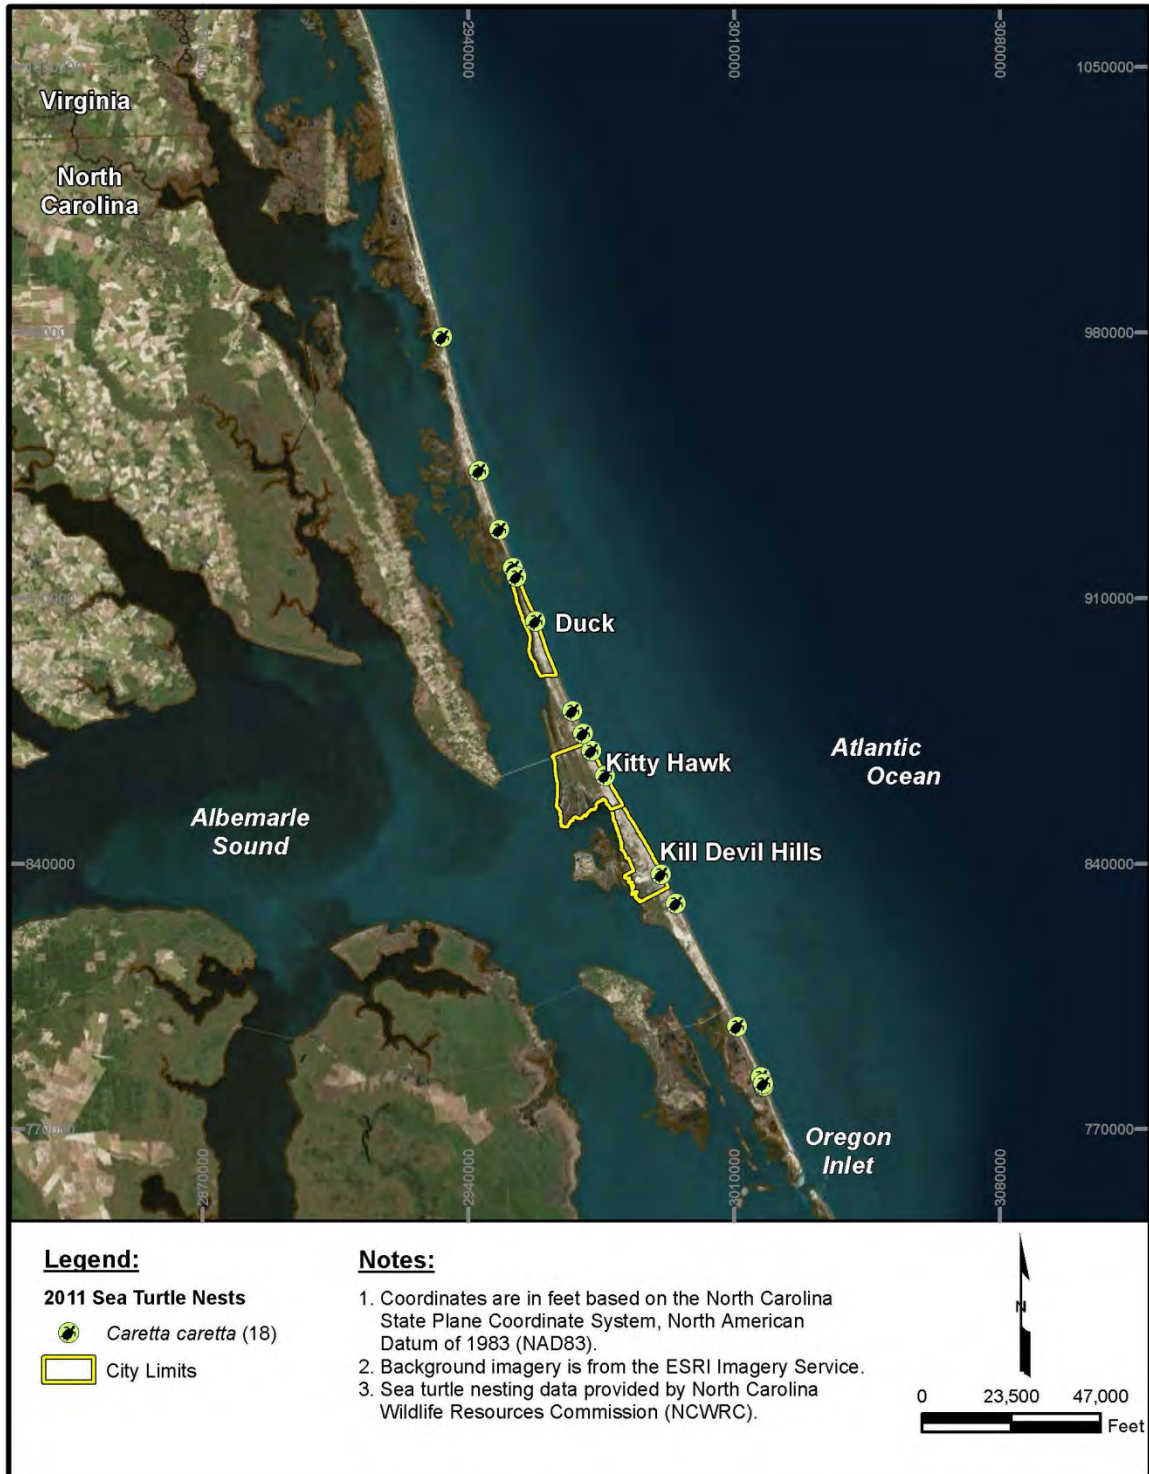 2940000
3010000
3080000
1050000
Virginia
North
Carolina
980000
910000
Duck
Kitty Hawk
Atlantic
Ocean
Albemarle
Sound
Kill Devil Hills
840000
840000
770000
770000
Oregon
Inlet
2870000
2940000
3010000
3080000
Legend:
2011 Sea Turtle Nests
Caretta caretta (18)
City Limits
Notes:
1. Coordinates are in feet based on the North Carolina
State Plane Coordinate System, North American
Datum of 1983 (NAD83).
2. Background imagery is from the ESRI Imagery Service.
3. Sea turtle nesting data provided by North Carolina
Wildlife Resources Commission (NCWRC).
N
0 23,500 47,000
Feet